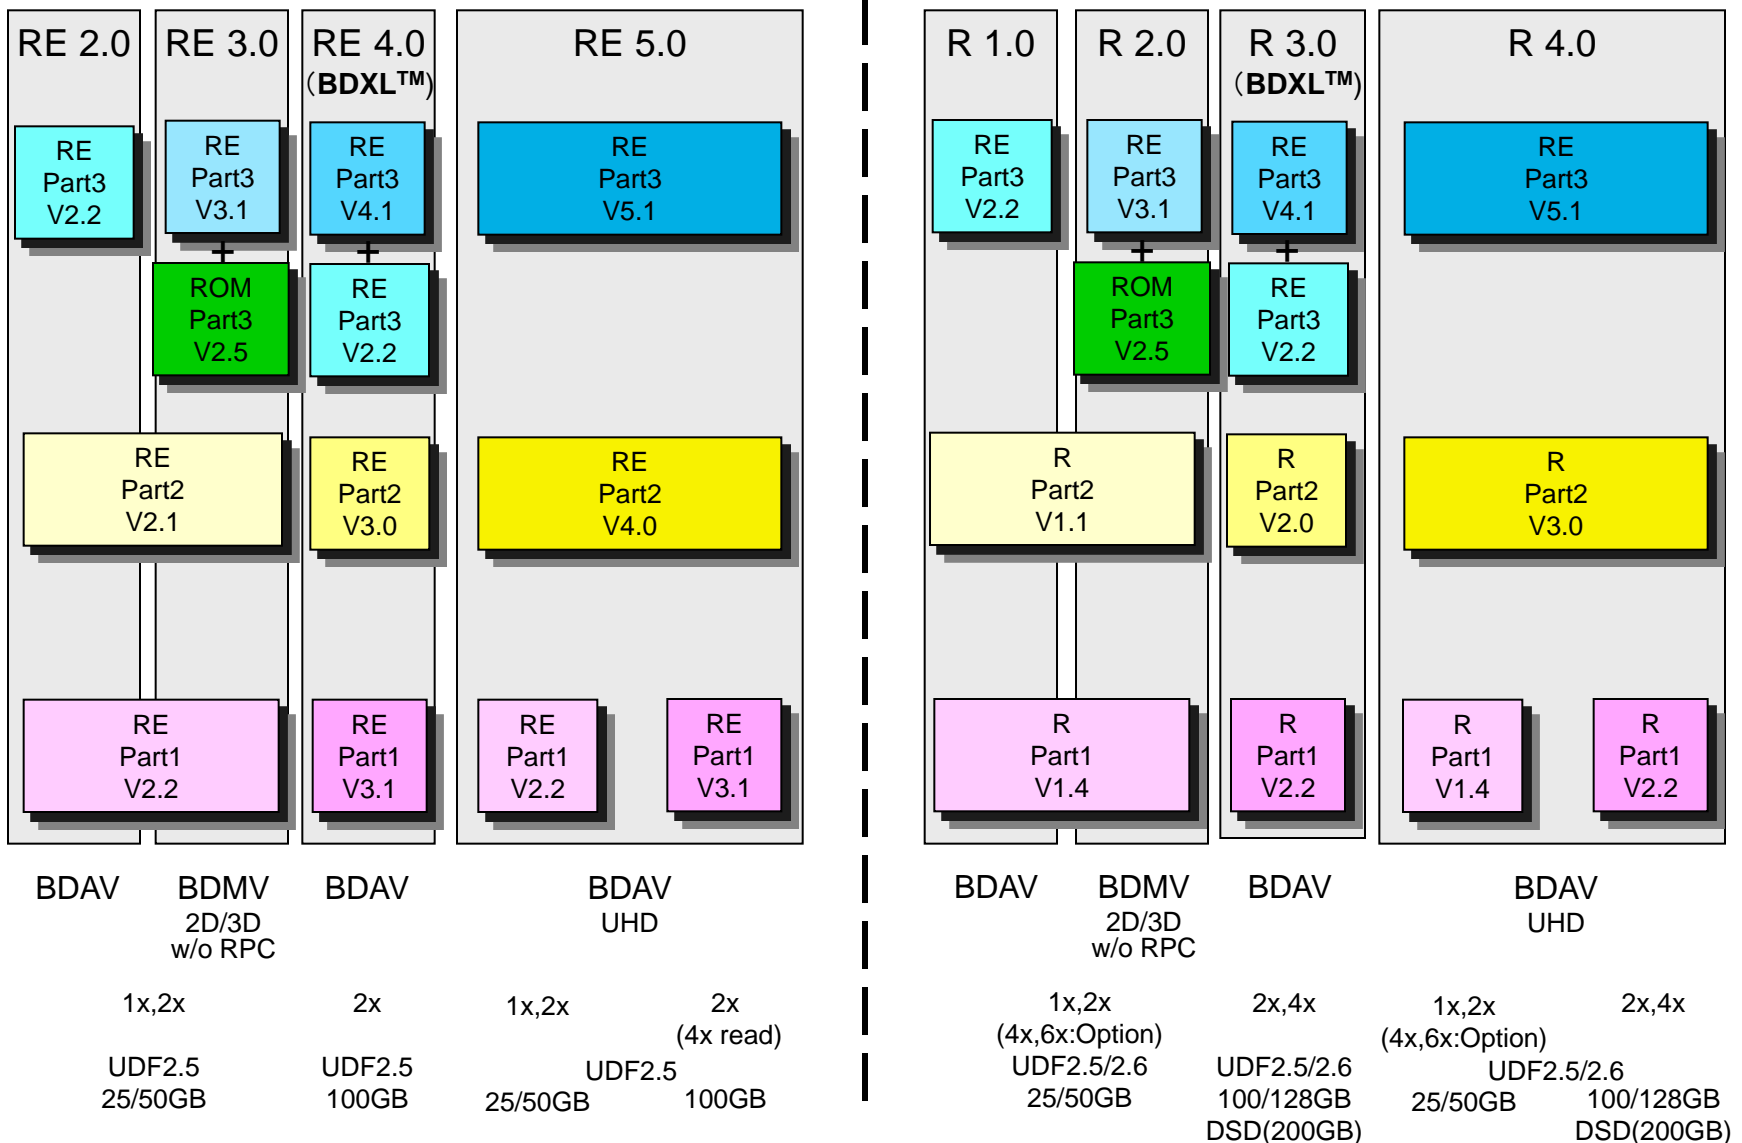 RE 2.0
RE 3.0
RE 4.0
（BDXL™)
RE 5.0
R 1.0
R 2.0
R 3.0
（BDXL™)
R 4.0
RE
Part3
V2.2
RE
Part3
V3.1
RE
Part3
V4.1
RE
Part3
V5.1
RE
Part3
V2.2
RE
Part3
V3.1
RE
Part3
V4.1
RE
Part3
V5.1
+
+
+
+
ROM
Part3
V2.5
RE
Part3
V2.2
ROM
Part3
V2.5
RE
Part3
V2.2
RE
Part2
V2.1
RE
Part2
V3.0
RE
Part2
V4.0
R
Part2
V1.1
R
Part2
V2.0
R
Part2
V3.0
RE
Part1
V2.2
RE
Part1
V3.1
RE
Part1
V2.2
RE
Part1
V3.1
R
Part1
V1.4
R
Part1
V2.2
R
Part1
V1.4
R
Part1
V2.2
BDAV
BDMV
2D/3D
w/o RPC
BDAV
BDAV
UHD
BDAV
BDMV
2D/3D
w/o RPC
BDAV
BDAV
UHD
1x,2x
2x
1x,2x
2x
(4x read)
1x,2x
(4x,6x:Option)
2x,4x
1x,2x
(4x,6x:Option)
2x,4x
UDF2.5
25/50GB
UDF2.5
100GB
UDF2.5
25/50GB
100GB
UDF2.5/2.6
25/50GB
UDF2.5/2.6
100/128GB
DSD(200GB)
UDF2.5/2.6
25/50GB
100/128GB
DSD(200GB)